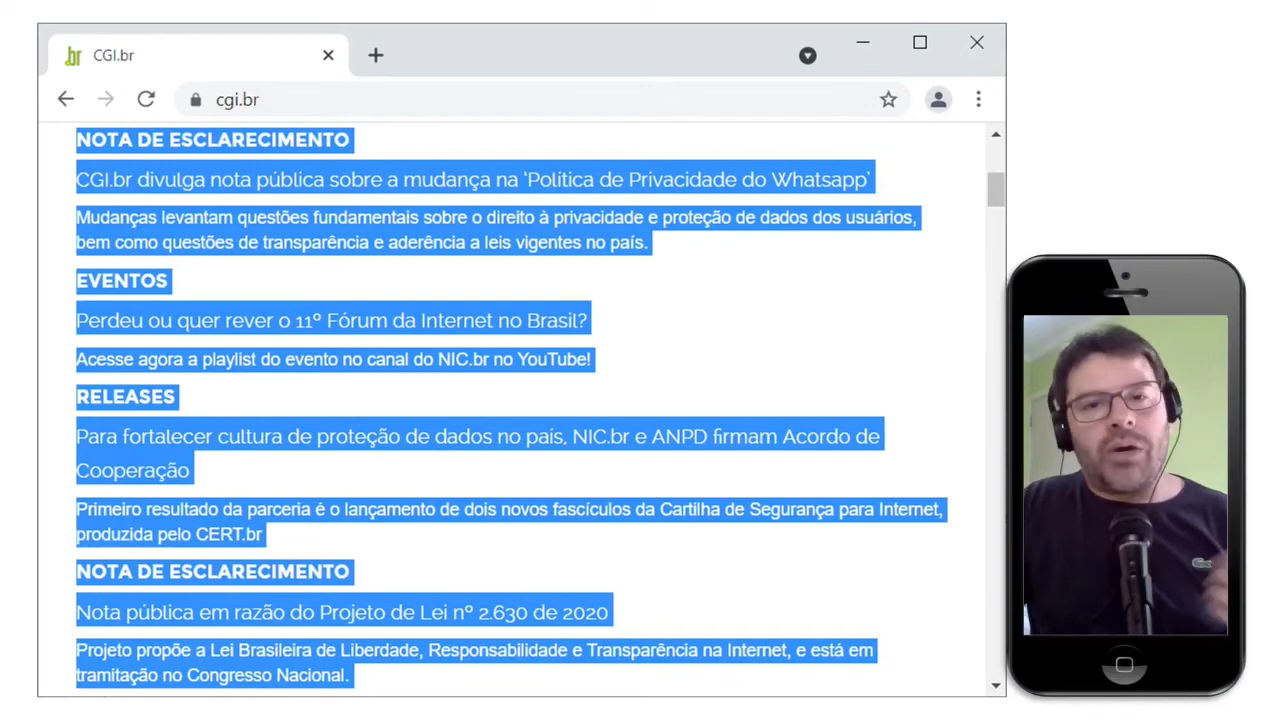 CGI.br
cgi.br
NOTA DE ESCLARECIMENTO
CGI.br divulga nota pública sobre a mudança na 'Política de Privacidade do Whatsapp'
Mudanças levantam questões fundamentais sobre o direito à privacidade e proteção de dados dos usuários,
bem como questões de transparência e aderência a leis vigentes no país.
EVENTOS
Perdeu ou quer rever o 11º Fórum da Internet no Brasil?
Acesse agora a playlist do evento no canal do NIC.br no YouTube!
RELEASES
Para fortalecer cultura de proteção de dados no país, NIC.br e ANPD firmam Acordo de
Cooperação
Primeiro resultado da parceria é o lançamento de dois novos fascículos da Cartilha de Segurança para Internet,
produzida pelo CERT.br
NOTA DE ESCLARECIMENTO
Nota pública em razão do Projeto de Lei nº 2.630 de 2020
Projeto propõe a Lei Brasileira de Liberdade, Responsabilidade e Transparência na Internet, e está em
tramitação no Congresso Nacional.